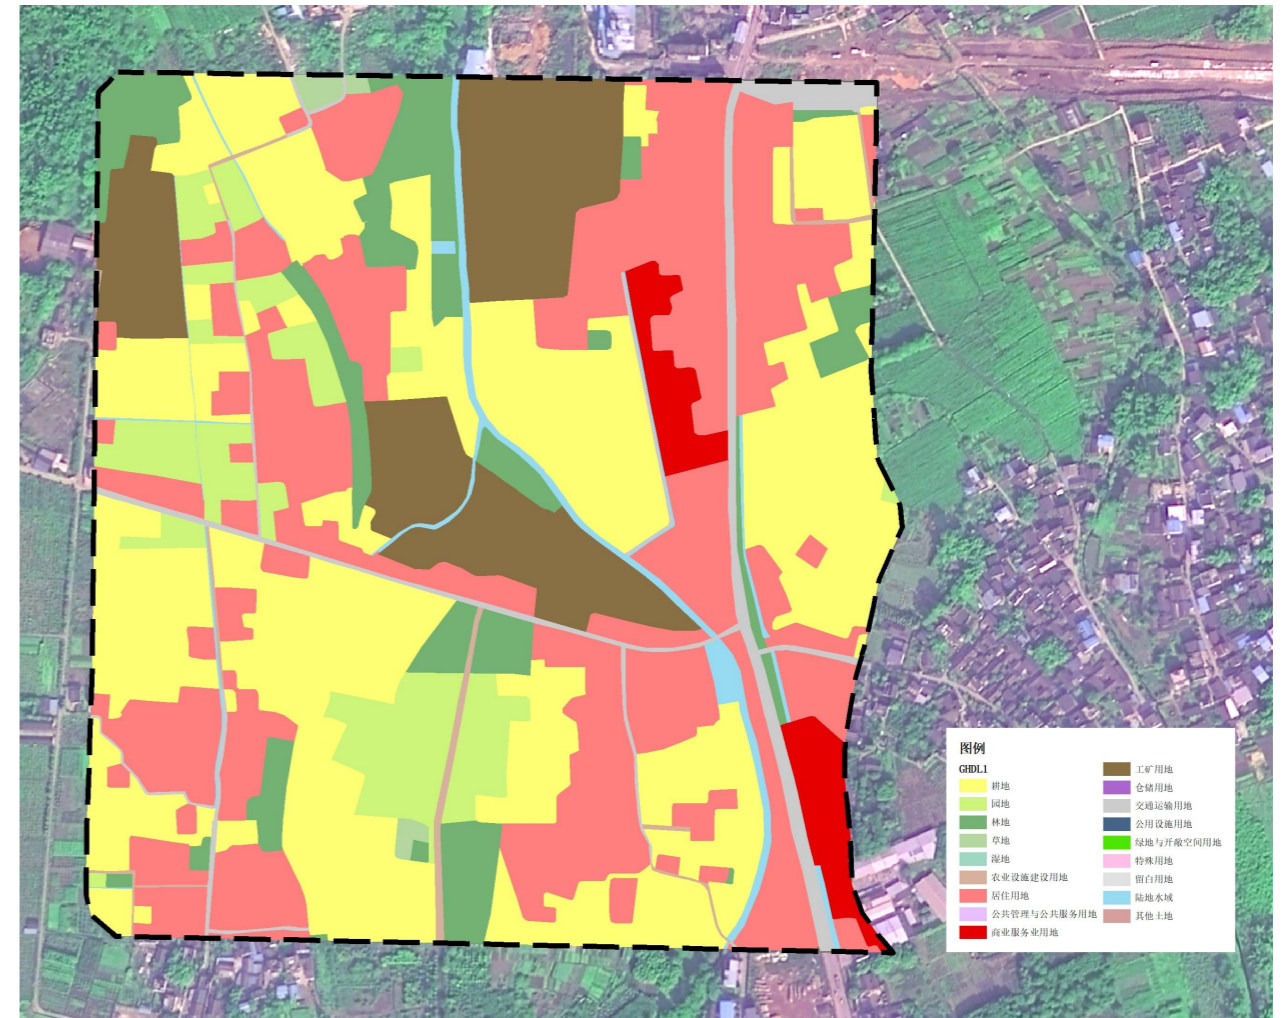 图例
GHDL1
耕地
园地
林地
草地
湿地
农业设施建设用地
居住用地
公共管理与公共服务用地
商业服务业用地
工矿用地
仓储用地
交通运输用地
公用设施用地
绿地与开敞空间用地
特殊用地
留白用地
陆地水域
其他土地